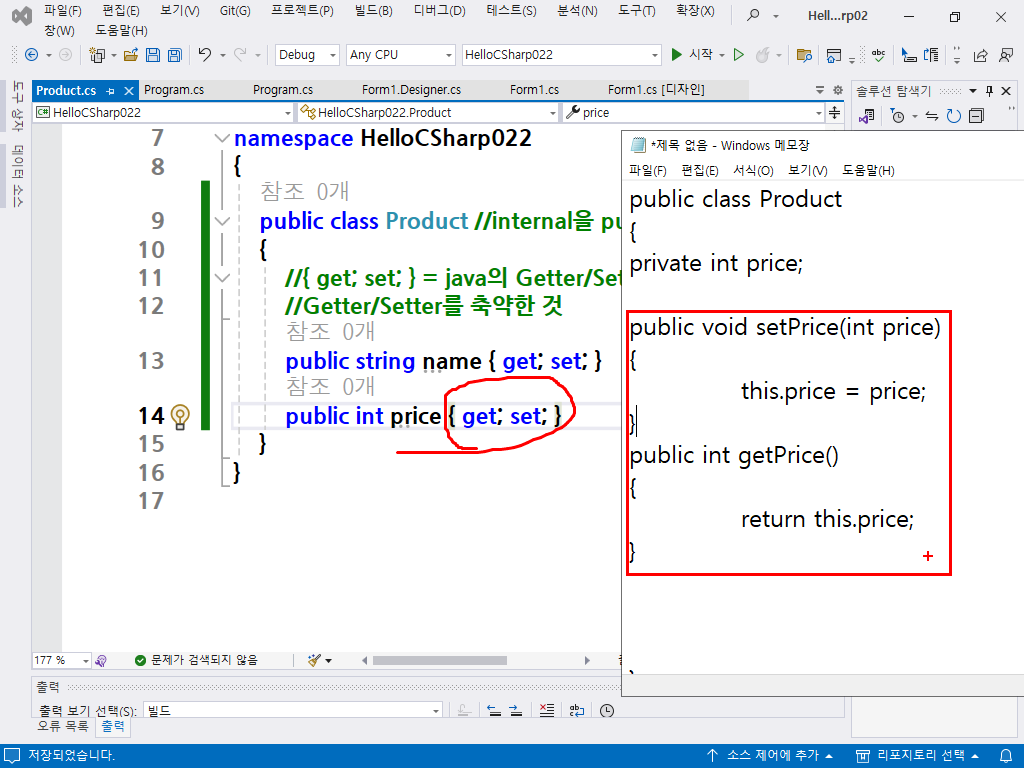 파일(F) 편집(E) 보기(V) Git(G) 프로젝트(P) 빌드(B) 디버그(D) 테스트(S) 분석(N) 도구(T) 확장(X)
Hell...rp02
창(W) 도움말(H)
Debug Any CPU HelloCSharp022 시작
도구 상자
데이터 소스
Product.cs Program.cs Program.cs Form1.Designer.cs Form1.cs Form1.cs [디자인]
솔루션 탐색기
HelloCSharp022 HelloCSharp022.Product price
7 namespace HelloCSharp022
8 {
참조 0개
9 public class Product //internal을 pu
10 {
11 //{ get; set; } = java의 Getter/Set
12 //Getter/Setter를 축약한 것
참조 0개
13 public string name { get; set; }
참조 0개
14 public int price { get; set; }
15 }
16 }
17
*제목 없음 - Windows 메모장
파일(F) 편집(E) 서식(O) 보기(V) 도움말(H)
public class Product
{
private int price;
public void setPrice(int price)
{
this.price = price;
}
public int getPrice()
{
return this.price;
}
177 % 문제가 검색되지 않음
출력
출력 보기 선택(S): 빌드
오류 목록 출력
저장되었습니다. 소스 제어에 추가 리포지토리 선택